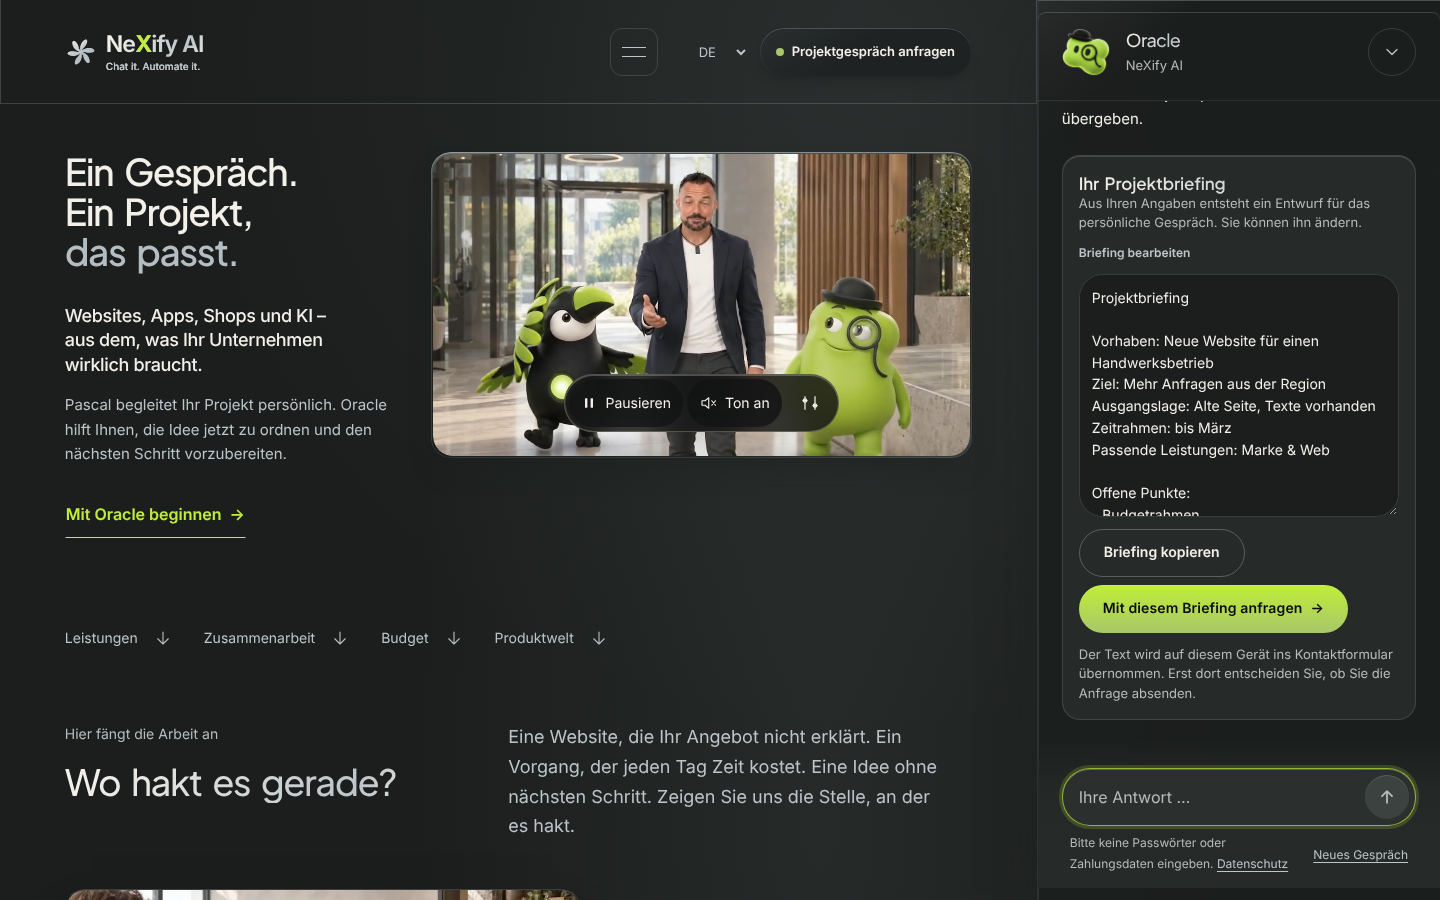 NeXify AI
Chat it. Automate it.
DE
Projektgespräch anfragen
Ein Gespräch.
Ein Projekt,
das passt.
Websites, Apps, Shops und KI –
aus dem, was Ihr Unternehmen
wirklich braucht.
Pascal begleitet Ihr Projekt persönlich. Oracle
hilft Ihnen, die Idee jetzt zu ordnen und den
nächsten Schritt vorzubereiten.
Mit Oracle beginnen →
Pausieren
Ton an
Leistungen ↓
Zusammenarbeit ↓
Budget ↓
Produktwelt ↓
Hier fängt die Arbeit an
Wo hakt es gerade?
Eine Website, die Ihr Angebot nicht erklärt. Ein
Vorgang, der jeden Tag Zeit kostet. Eine Idee ohne
nächsten Schritt. Zeigen Sie uns die Stelle, an der
es hakt.
Oracle
NeXify AI
übergeben.
Ihr Projektbriefing
Aus Ihren Angaben entsteht ein Entwurf für das
persönliche Gespräch. Sie können ihn ändern.
Briefing bearbeiten
Projektbriefing
Vorhaben: Neue Website für einen
Handwerksbetrieb
Ziel: Mehr Anfragen aus der Region
Ausgangslage: Alte Seite, Texte vorhanden
Zeitrahmen: bis März
Passende Leistungen: Marke & Web
Offene Punkte:
Budgetrahmen
Briefing kopieren
Mit diesem Briefing anfragen →
Der Text wird auf diesem Gerät ins Kontaktformular
übernommen. Erst dort entscheiden Sie, ob Sie die
Anfrage absenden.
Ihre Antwort ...
Bitte keine Passwörter oder
Zahlungsdaten eingeben. Datenschutz
Neues Gespräch